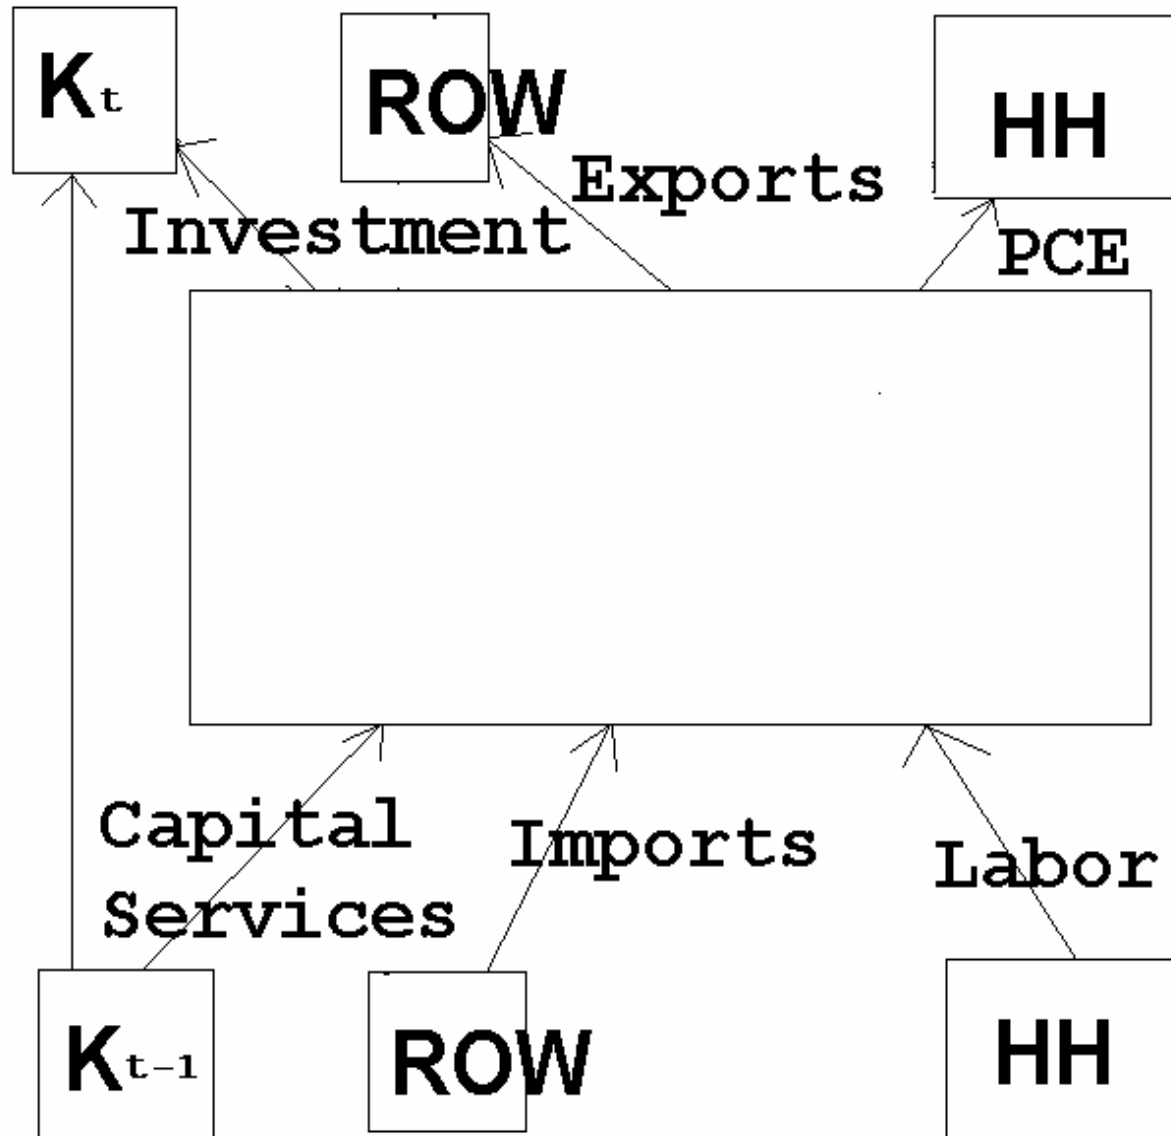 Kt
ROW
HH
Exports
Investment
PCE
Capital
Services
Imports
Labor
Kt-1
ROW
HH